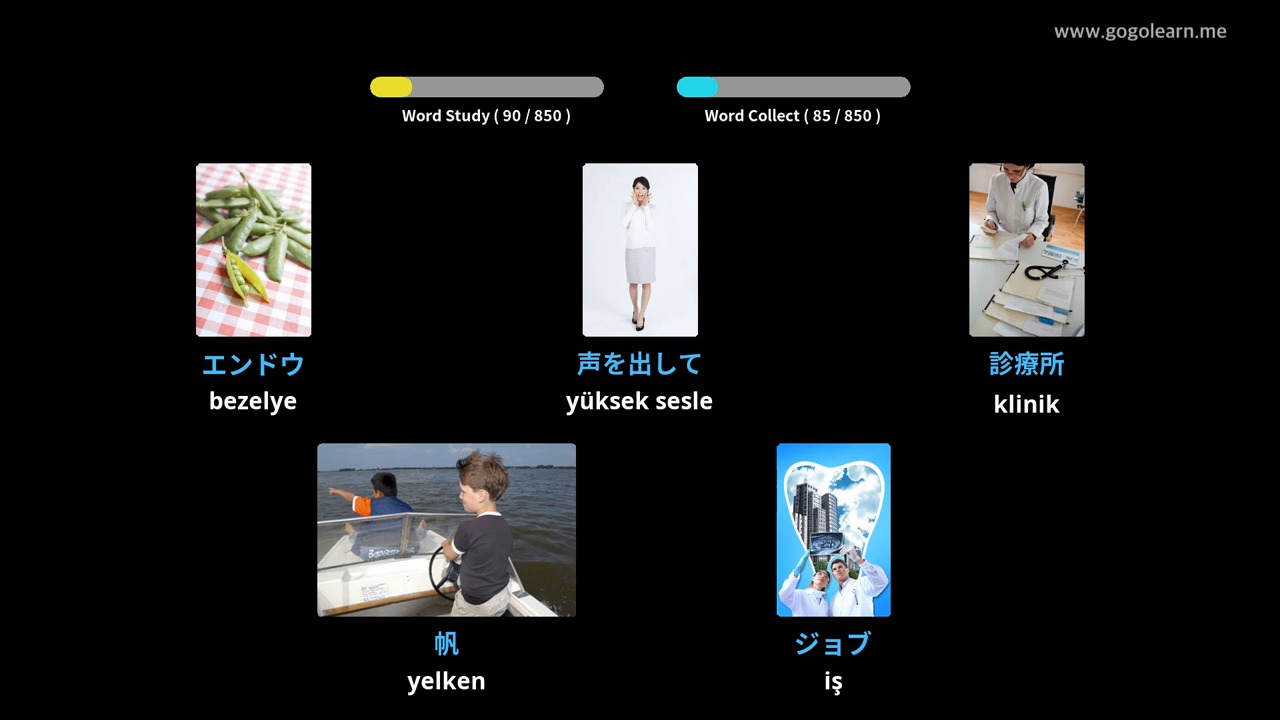 www.gogolearn.me
Word Study ( 90 / 850 )
Word Collect ( 85 / 850 )
エンドウ
bezelye
声を出して
yüksek sesle
診療所
klinik
帆
yelken
ジョブ
iş